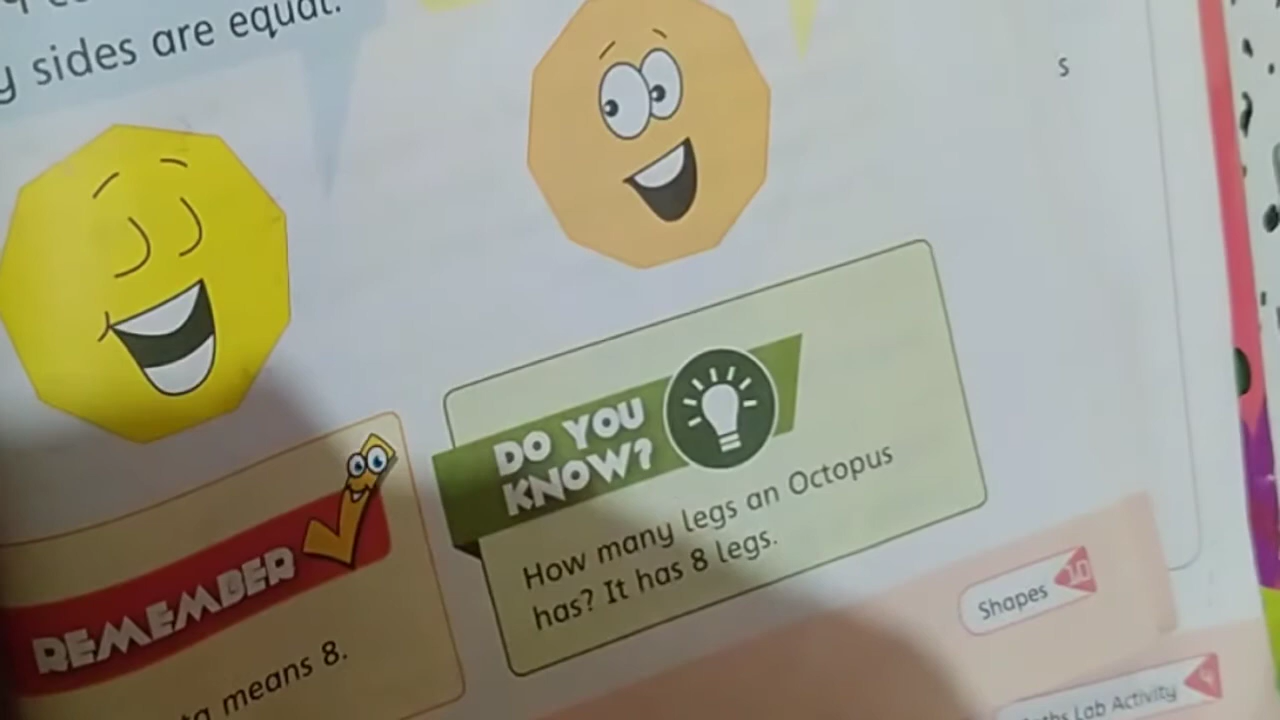 sides are equal.
s
DO YOU
KNOW?
How many legs an Octopus
has? It has 8 legs.
REMEMBER
means 8.
Shapes 10
Lab Activity 9